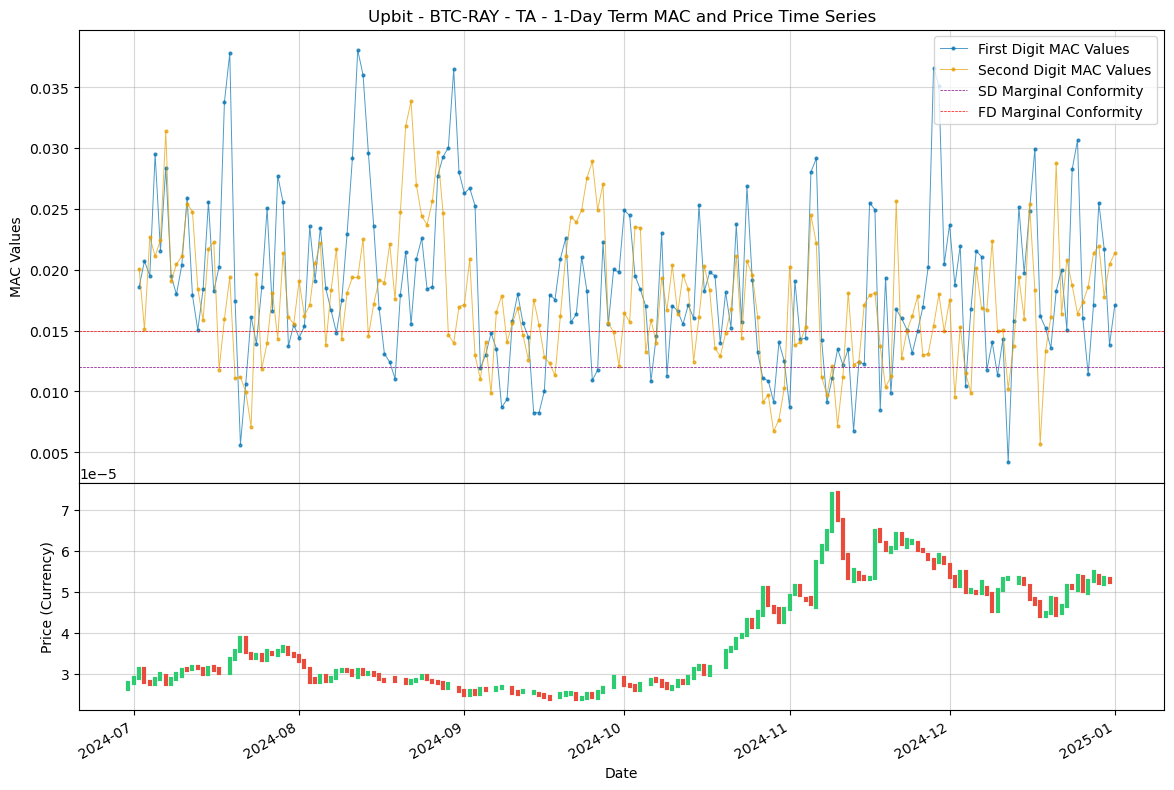 Upbit - BTC-RAY - TA - 1-Day Term MAC and Price Time Series
First Digit MAC Values
Second Digit MAC Values
SD Marginal Conformity
FD Marginal Conformity
MAC Values
0.035
0.030
0.025
0.020
0.015
0.010
0.005
1e−5
Price (Currency)
7
6
5
4
3
2024-07
2024-08
2024-09
2024-10
2024-11
2024-12
2025-01
Date